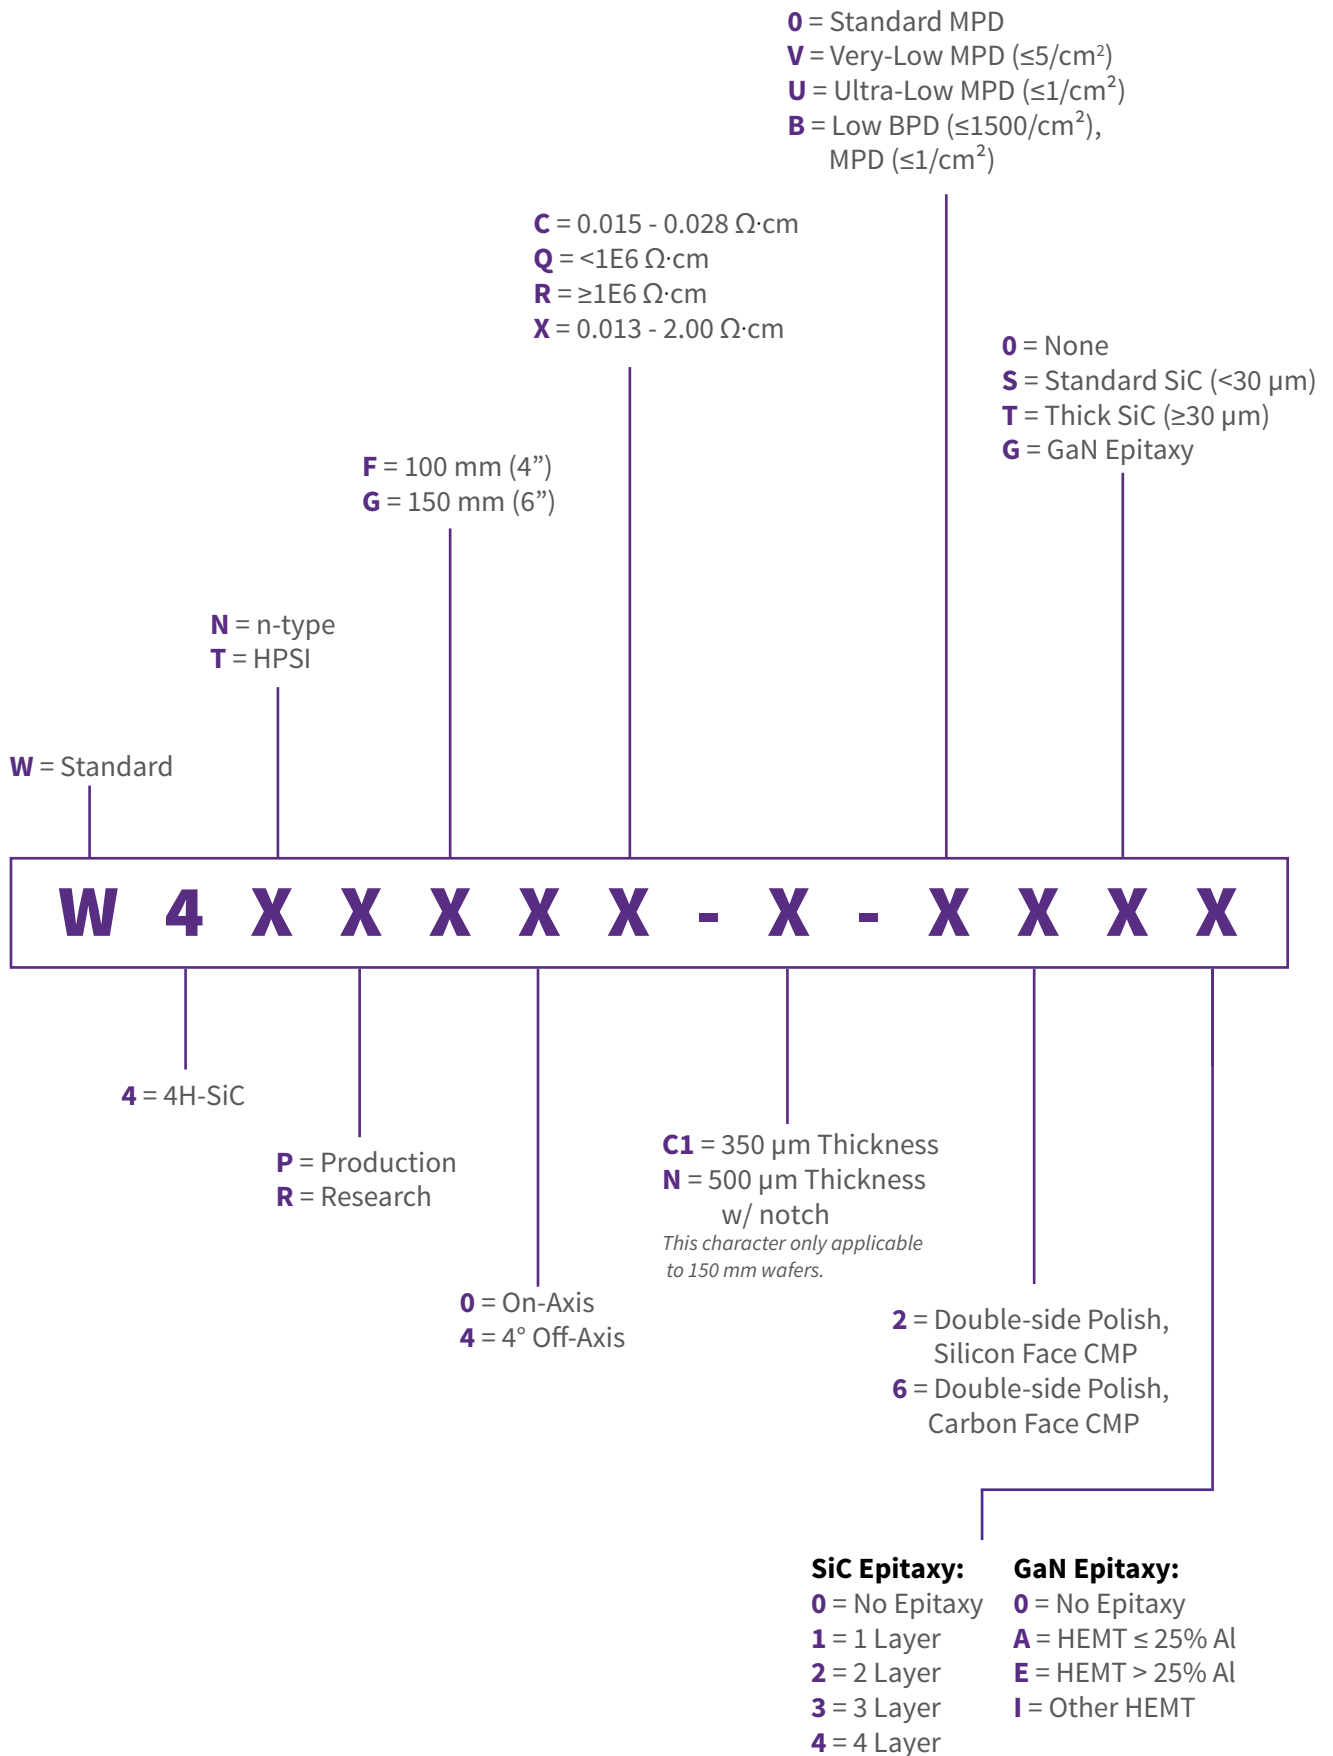 0 = Standard MPD
V = Very-Low MPD (≤5/cm²)
U = Ultra-Low MPD (≤1/cm²)
B = Low BPD (≤1500/cm²),
MPD (≤1/cm²)
C = 0.015 - 0.028 Ω·cm
Q = <1E6 Ω·cm
R = ≥1E6 Ω·cm
X = 0.013 - 2.00 Ω·cm
0 = None
S = Standard SiC (<30 µm)
T = Thick SiC (≥30 µm)
G = GaN Epitaxy
F = 100 mm (4”)
G = 150 mm (6”)
N = n-type
T = HPSI
W = Standard
W 4 X X X X X - X - X X X X
4 = 4H-SiC
P = Production
R = Research
0 = On-Axis
4 = 4° Off-Axis
C1 = 350 µm Thickness
N = 500 µm Thickness
w/ notch
This character only applicable
to 150 mm wafers.
2 = Double-side Polish,
Silicon Face CMP
6 = Double-side Polish,
Carbon Face CMP
SiC Epitaxy:
0 = No Epitaxy
1 = 1 Layer
2 = 2 Layer
3 = 3 Layer
4 = 4 Layer
GaN Epitaxy:
0 = No Epitaxy
A = HEMT ≤ 25% Al
E = HEMT > 25% Al
I = Other HEMT